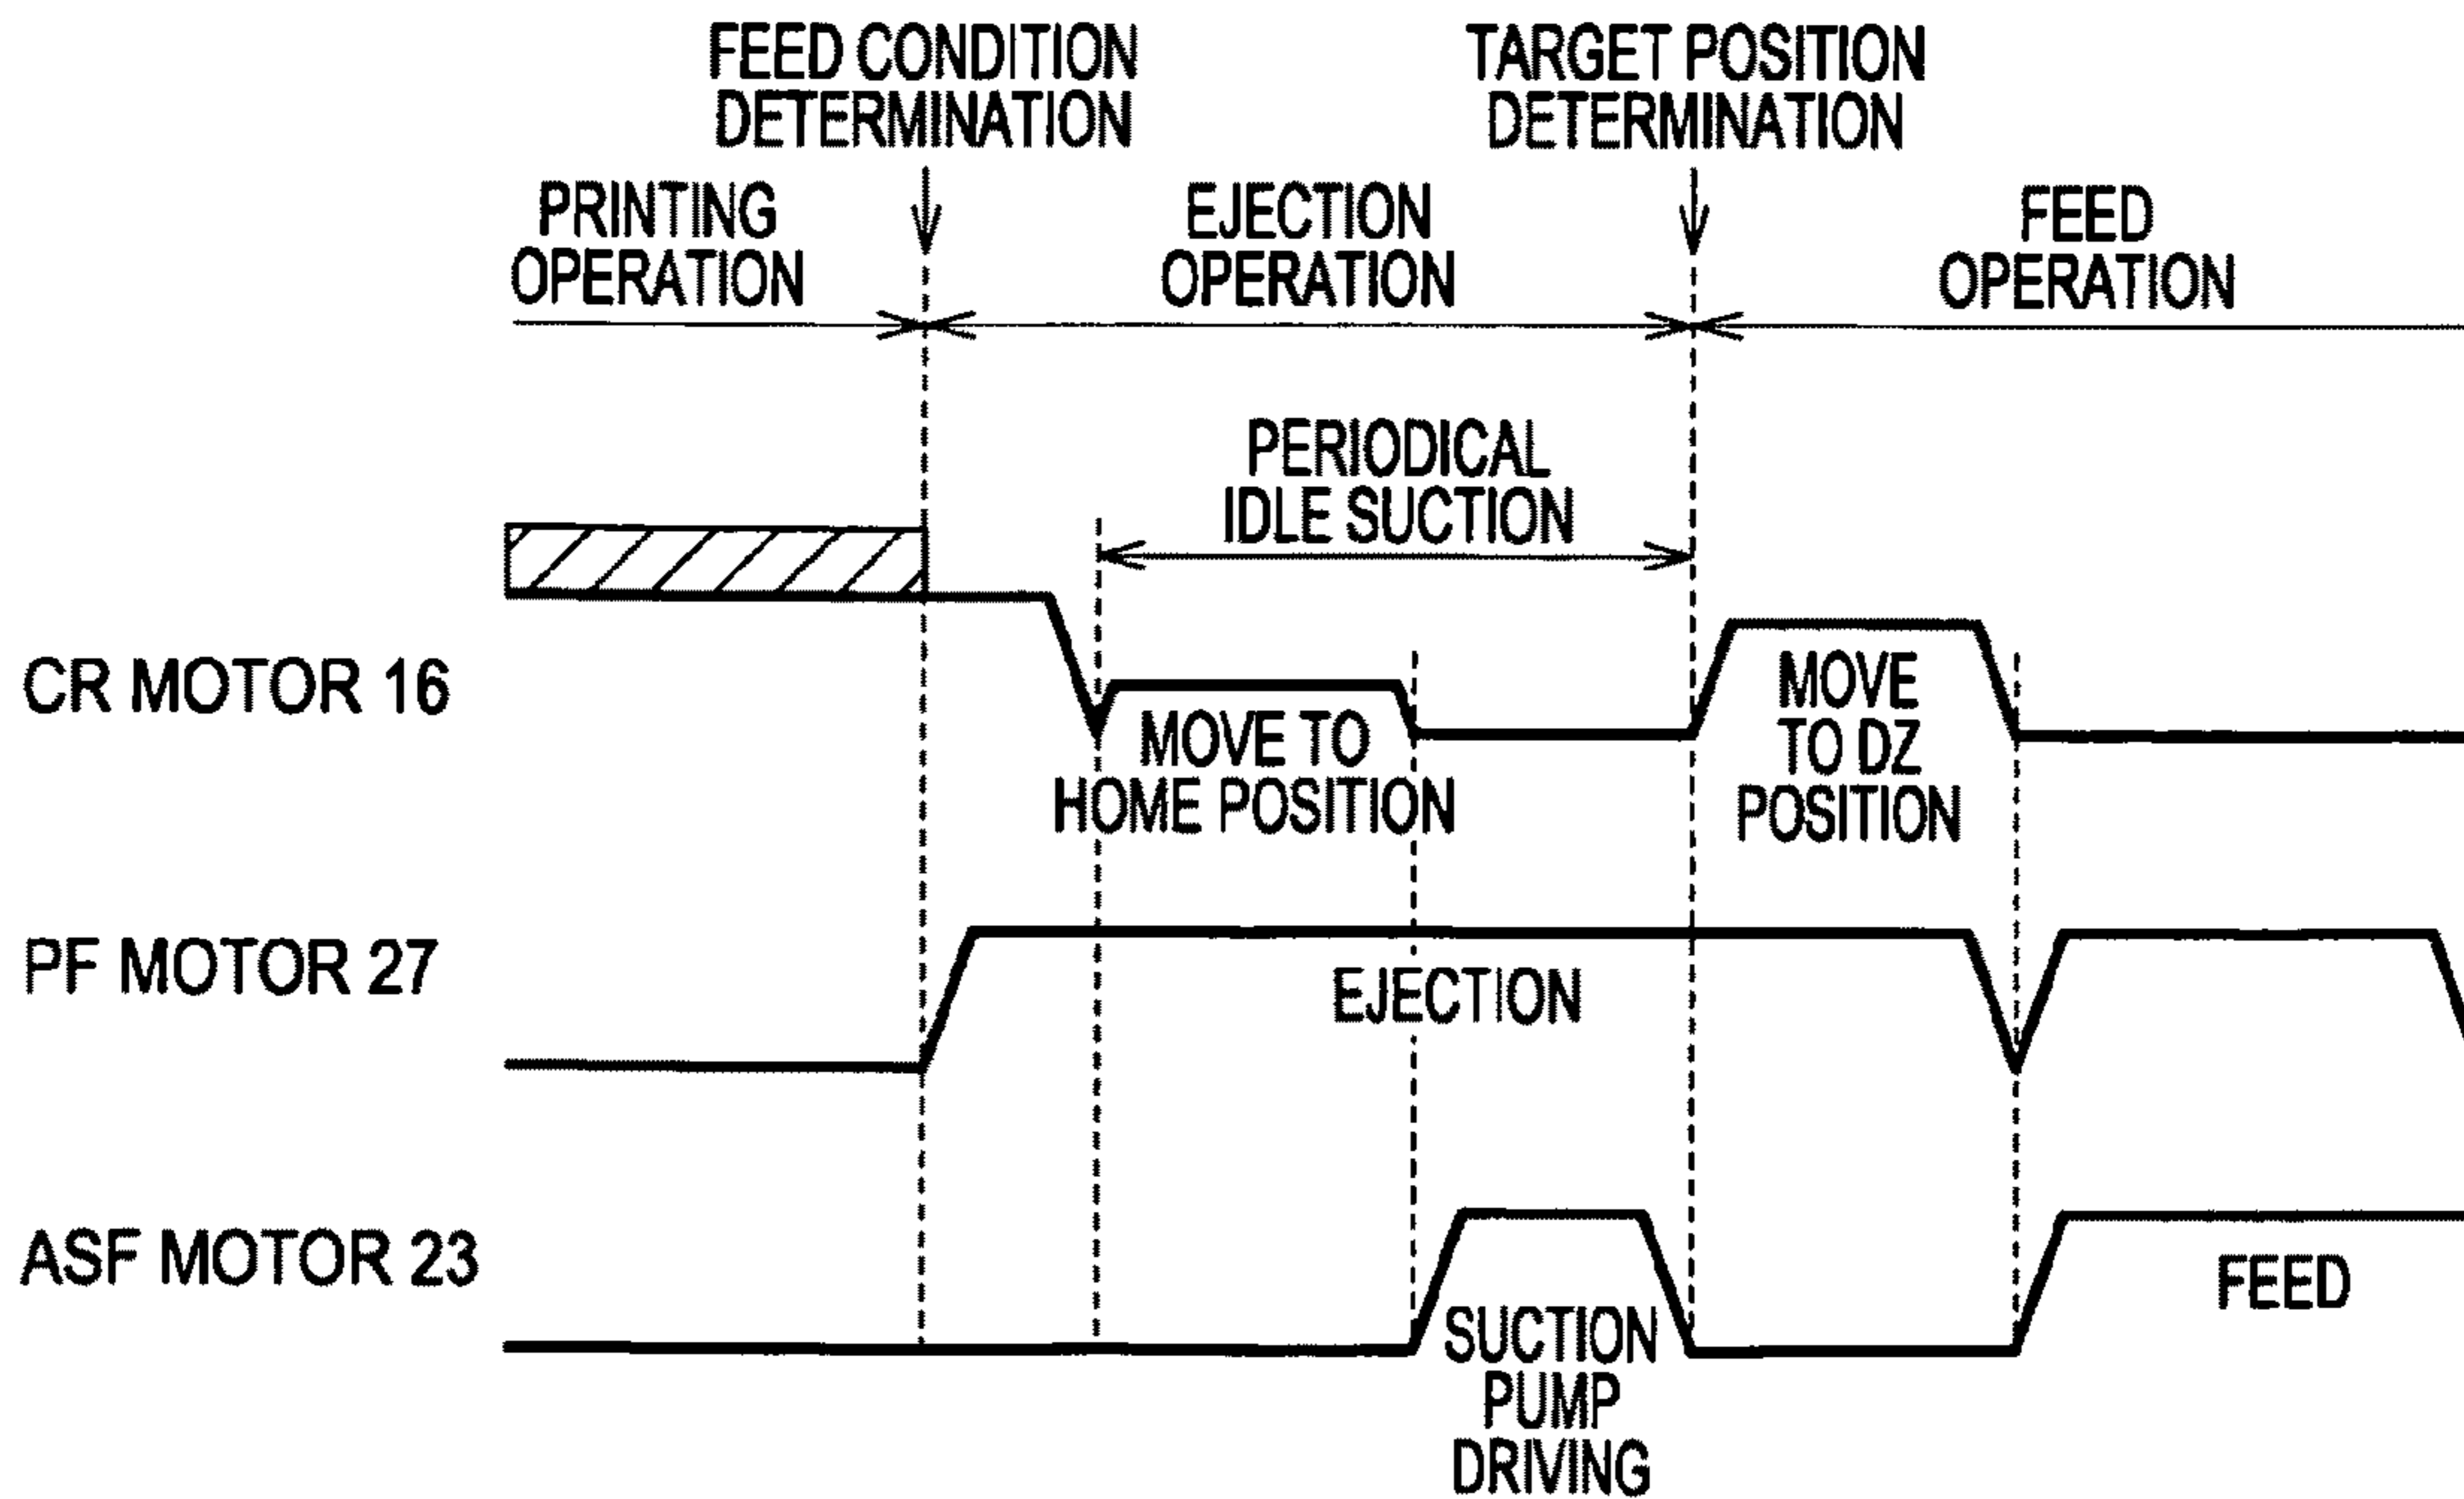 FEED CONDITION
DETERMINATION
TARGET POSITION
DETERMINATION
PRINTING
OPERATION
EJECTION
OPERATION
FEED
OPERATION
PERIODICAL
IDLE SUCTION
CR MOTOR 16
MOVE TO
HOME POSITION
MOVE
TO DZ
POSITION
PF MOTOR 27
EJECTION
ASF MOTOR 23
SUCTION
PUMP
DRIVING
FEED